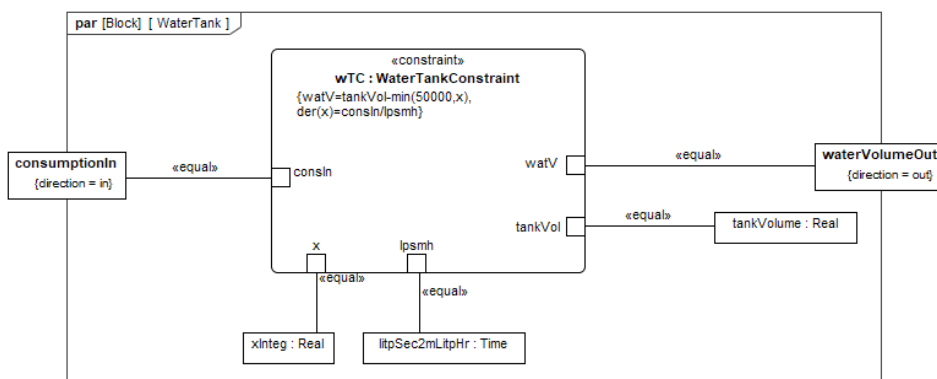 par [Block] [ WaterTank ]
«constraint»
wTC : WaterTankConstraint
{watV=tankVol-min(50000,x),
der(x)=consIn/lpsmh}
consumptionIn
{direction = in}
«equal»
consIn
watV
«equal»
waterVolumeOut
{direction = out}
tankVol
«equal»
tankVolume : Real
x
lpsmh
«equal»
«equal»
xInteg : Real
litpSec2mLitpHr : Time